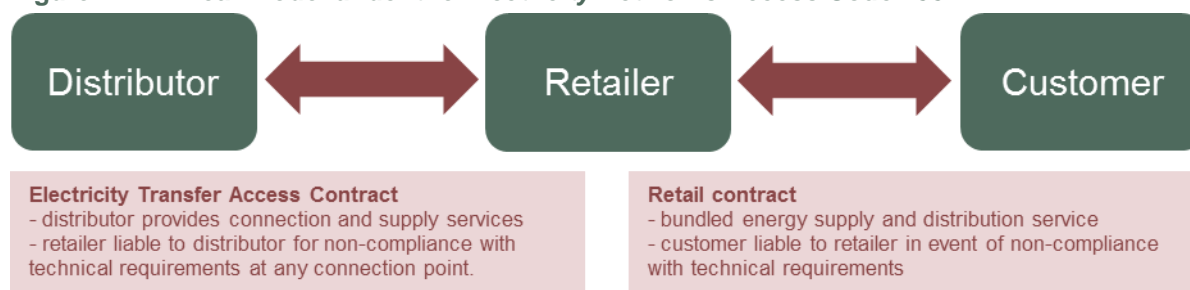 Distributor
Retailer
Customer
Electricity Transfer Access Contract
- distributor provides connection and supply services
- retailer liable to distributor for non-compliance with
technical requirements at any connection point.
Retail contract
- bundled energy supply and distribution service
- customer liable to retailer in event of non-compliance
with technical requirements